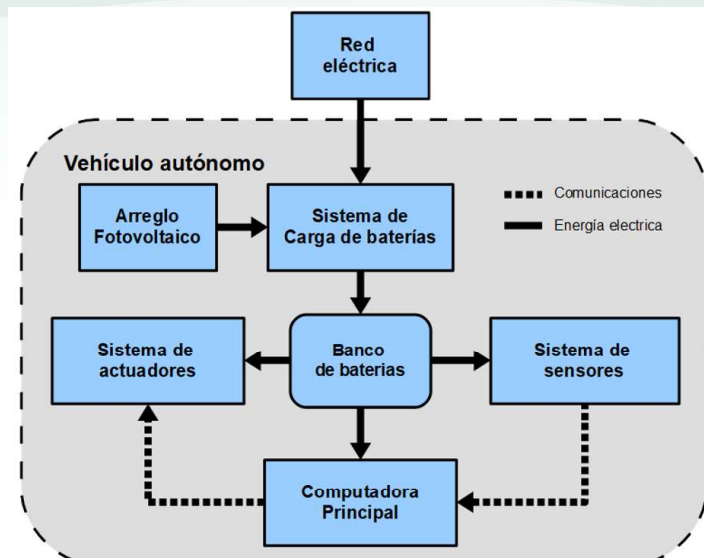 Red
eléctrica
Vehículo autónomo
Arreglo
Fotovoltaico
Sistema de
Carga de baterías
Comunicaciones
Energía electrica
Sistema de
actuadores
Banco
de baterias
Sistema de
sensores
Computadora
Principal